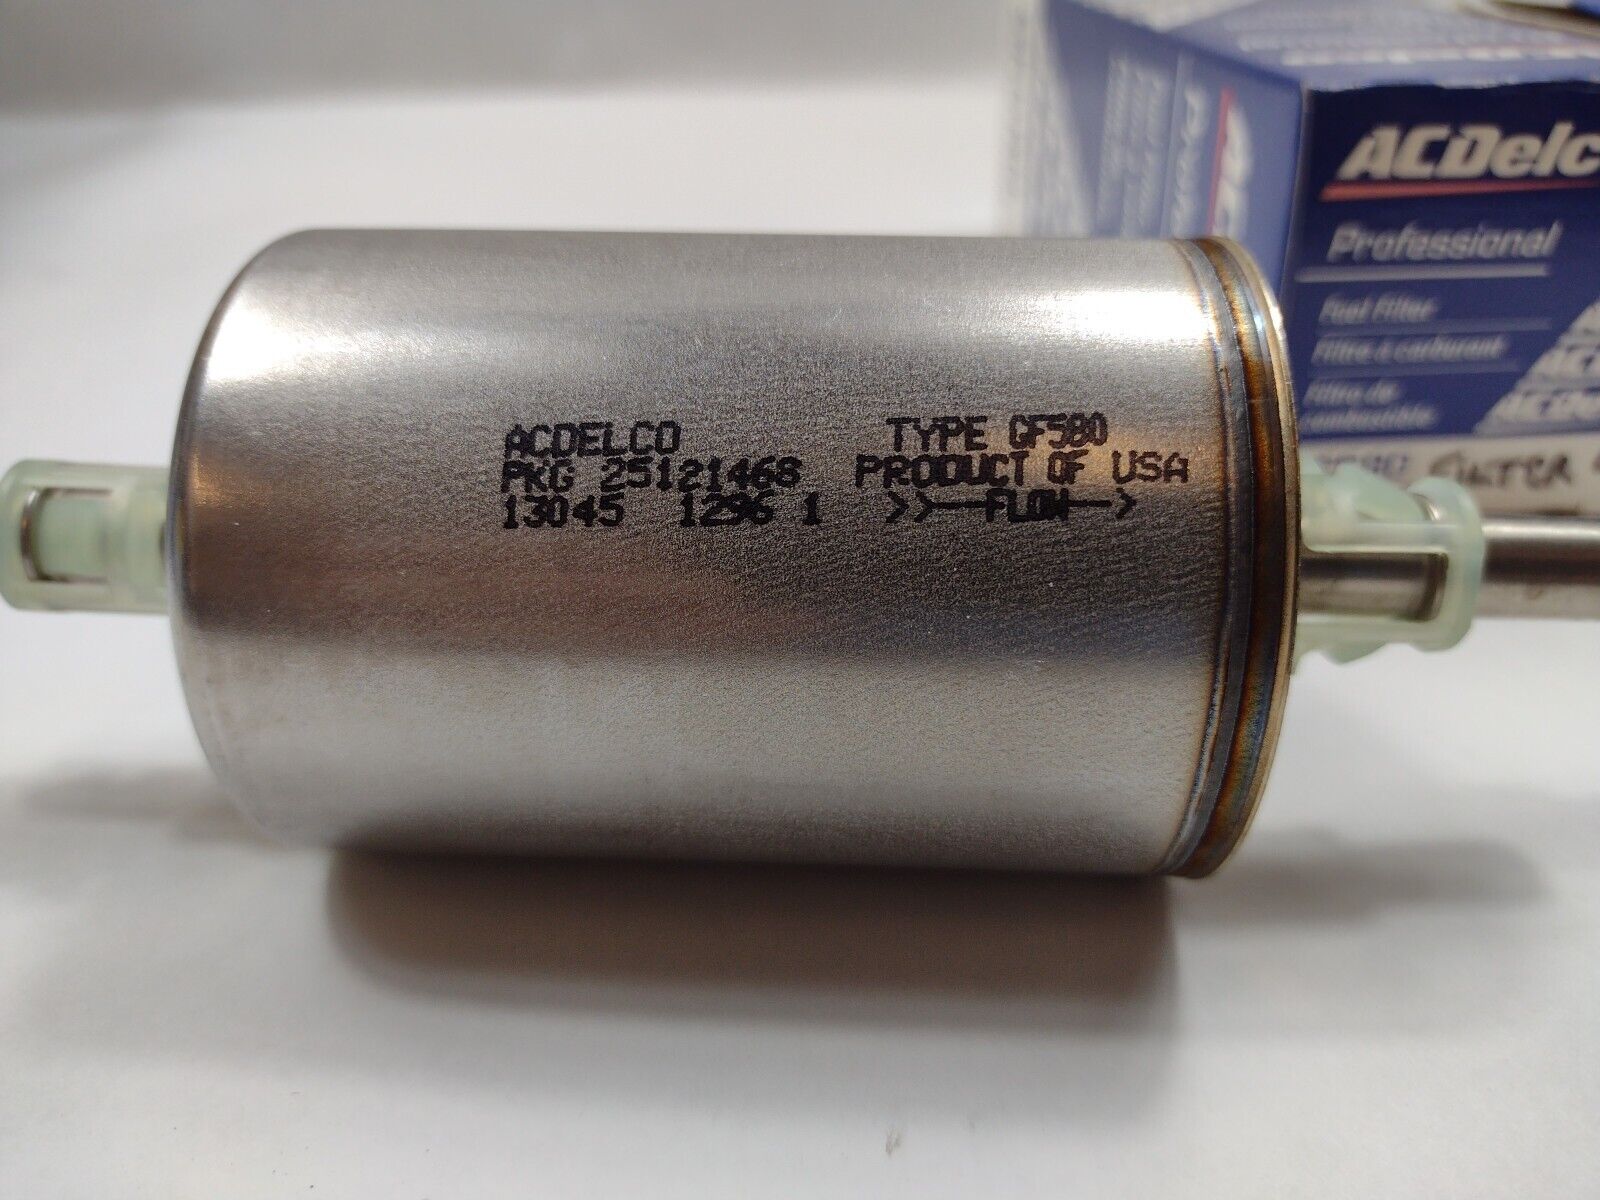 ACDELCO
PKG 25121468
13045 1296 1
TYPE GF580
PRODUCT OF USA
>>—FLOW—>
ACDelc
Professional
Fuel Filter
Filtre à carburant
Filtro de
combustible
FILTER